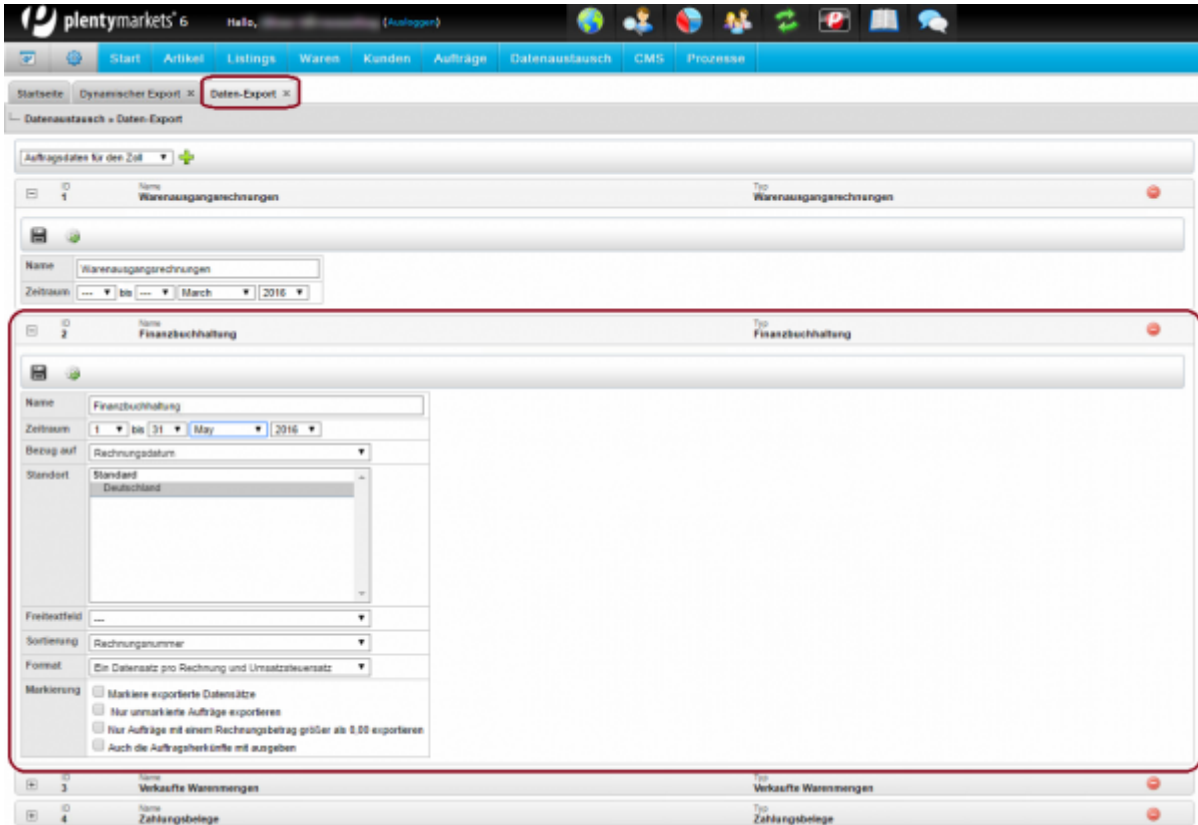 plentymarkets 6 Hallo, (Ausloggen)
Start Artikel Listings Waren Kunden Aufträge Datenaustausch CMS Prozesse
Startseite Dynamischer Export × Daten-Export ×
Datenaustausch » Daten-Export
Auftragsdaten für den Zoll
ID Name Typ
1 Warenausgangsrechnungen Warenausgangsrechnungen
Name Warenausgangsrechnungen
Zeitraum --- bis --- March 2016
ID Name Typ
2 Finanzbuchhaltung Finanzbuchhaltung
Name Finanzbuchhaltung
Zeitraum 1 bis 31 May 2016
Bezug auf Rechnungsdatum
Standort Standard
Deutschland
Freitextfeld ---
Sortierung Rechnungsnummer
Format Ein Datensatz pro Rechnung und Umsatzsteuersatz
Markierung Markiere exportierte Datensätze
Nur unmarkierte Aufträge exportieren
Nur Aufträge mit einem Rechnungsbetrag größer als 0,00 exportieren
Auch die Auftragsherkünfte mit ausgeben
ID Name Typ
3 Verkaufte Warenmengen Verkaufte Warenmengen
ID Name Typ
4 Zahlungsbelege Zahlungsbelege